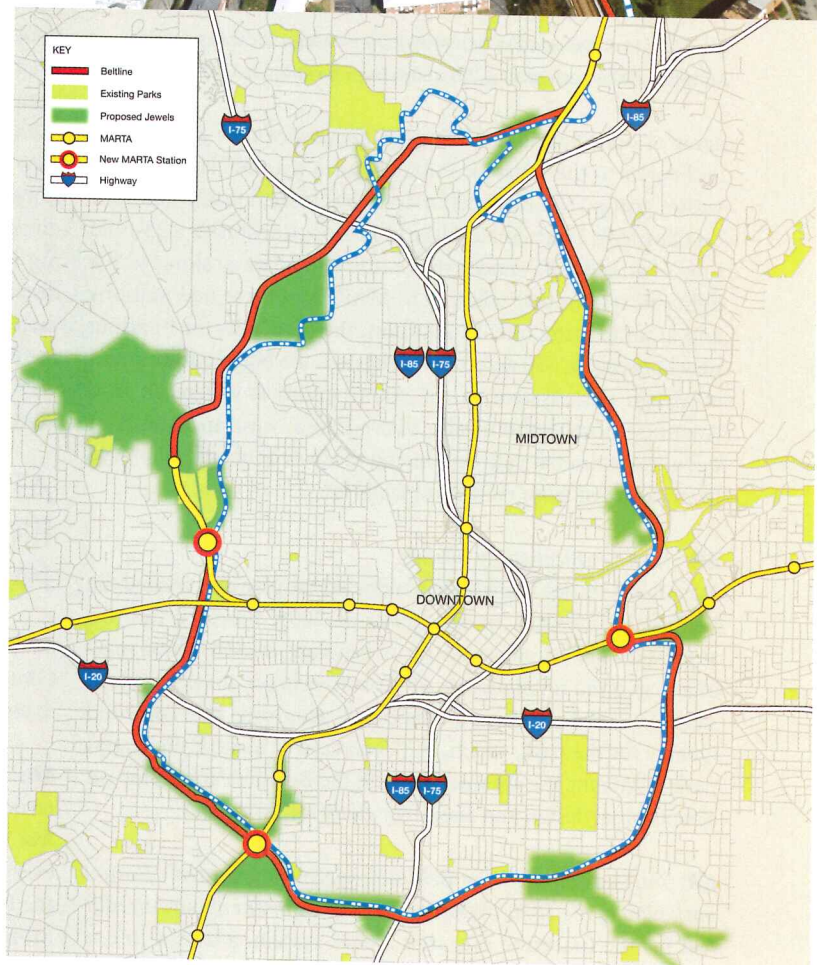 KEY
Beltline
Existing Parks
Proposed Jewels
MARTA
New MARTA Station
Highway
I-75
I-85
I-85
I-75
MIDTOWN
DOWNTOWN
I-20
I-20
I-85
I-75